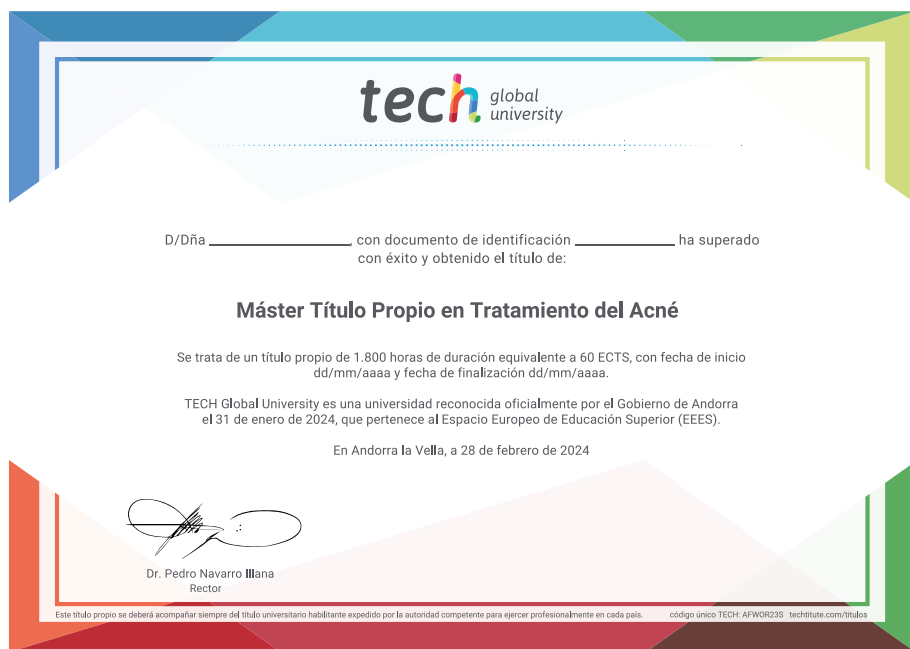 tech global university
D/Dña ____________________, con documento de identificación ______________ ha superado
con éxito y obtenido el título de:
Máster Título Propio en Tratamiento del Acné
Se trata de un título propio de 1.800 horas de duración equivalente a 60 ECTS, con fecha de inicio
dd/mm/aaaa y fecha de finalización dd/mm/aaaa.
TECH Global University es una universidad reconocida oficialmente por el Gobierno de Andorra
el 31 de enero de 2024, que pertenece al Espacio Europeo de Educación Superior (EEES).
En Andorra la Vella, a 28 de febrero de 2024
Dr. Pedro Navarro Illana
Rector
Este título propio se deberá acompañar siempre del título universitario habilitante expedido por la autoridad competente para ejercer profesionalmente en cada país. código único TECH: AFWOR23S techtitute.com/titulos